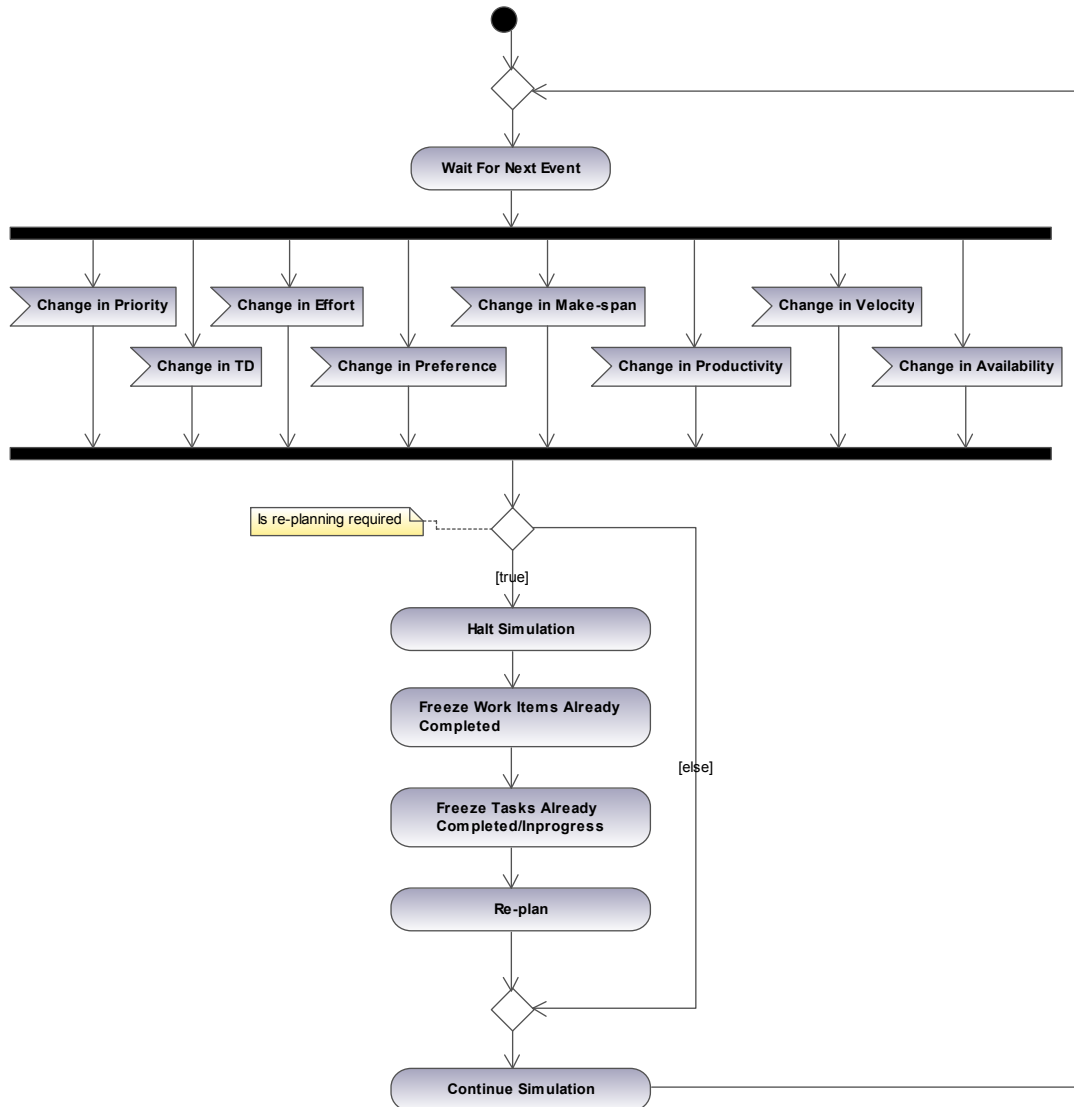 Wait For Next Event
Change in Priority
Change in Effort
Change in Make-span
Change in Velocity
Change in TD
Change in Preference
Change in Productivity
Change in Availability
Is re-planning required
[true]
Halt Simulation
Freeze Work Items Already
Completed
[else]
Freeze Tasks Already
Completed/Inprogress
Re-plan
Continue Simulation